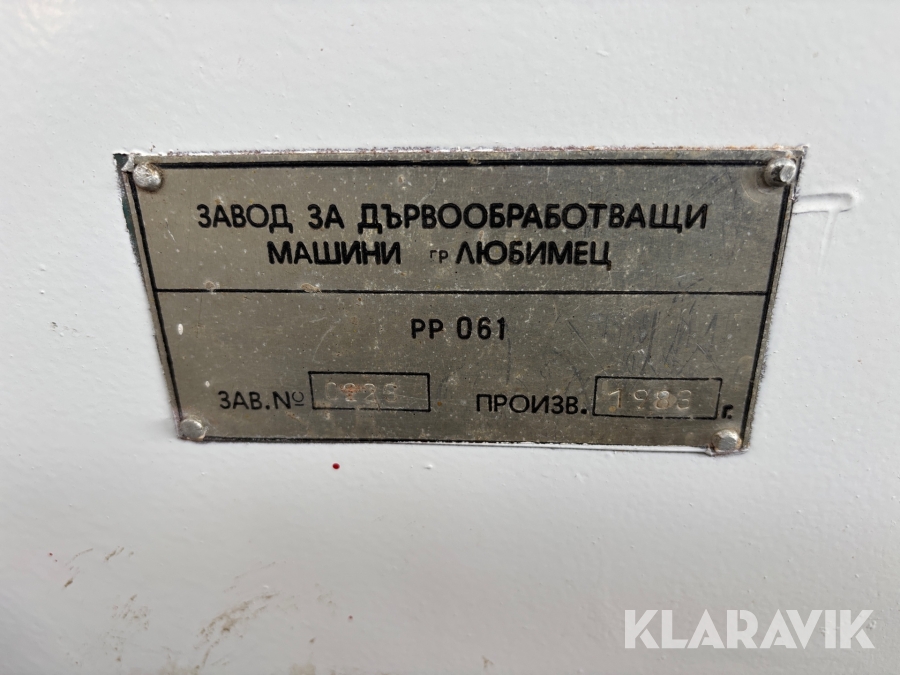 ЗАВОД ЗА ДЪРВООБРАБОТВАЩИ
МАШИНИ ГР ЛЮБИМЕЦ
РР 061
ЗАВ.№
ПРОИЗВ. г.
KLARAVIK